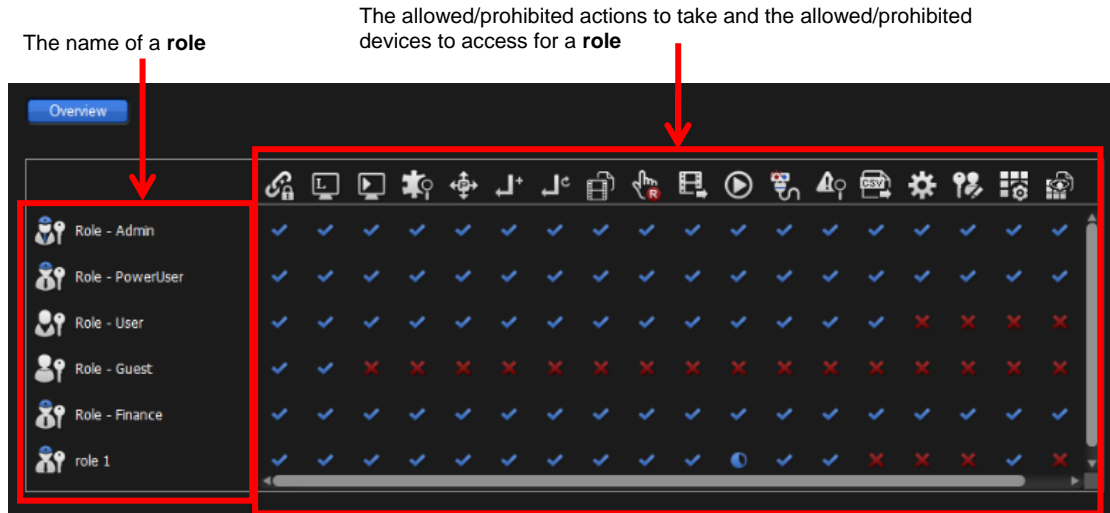 The allowed/prohibited actions to take and the allowed/prohibited
The name of a role
devices to access for a role
Overview
L
P
+
c
R
CSV
Role - Admin
Role - PowerUser
Role - User
Role - Guest
Role - Finance
role 1